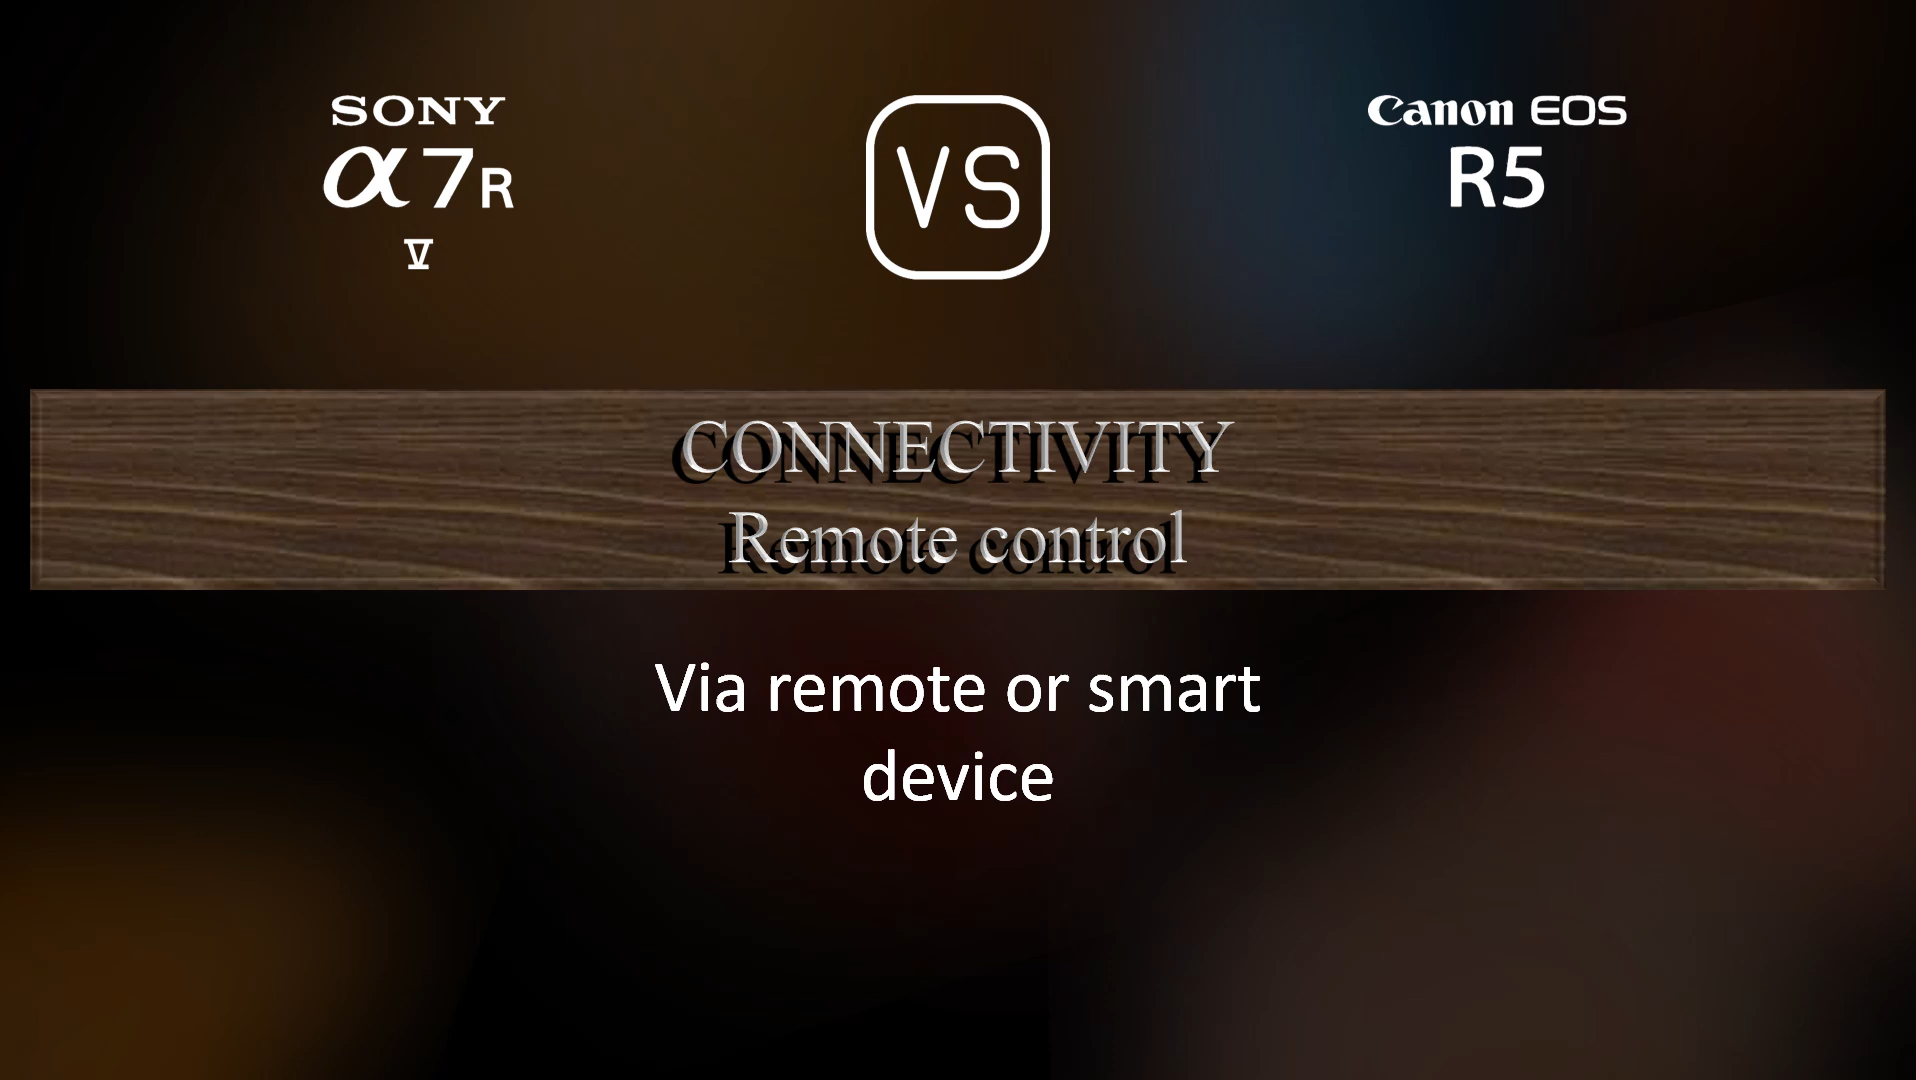 SONY
α7R
V
VS
Canon EOS
R5
CONNECTIVITY
Remote control
Via remote or smart
device